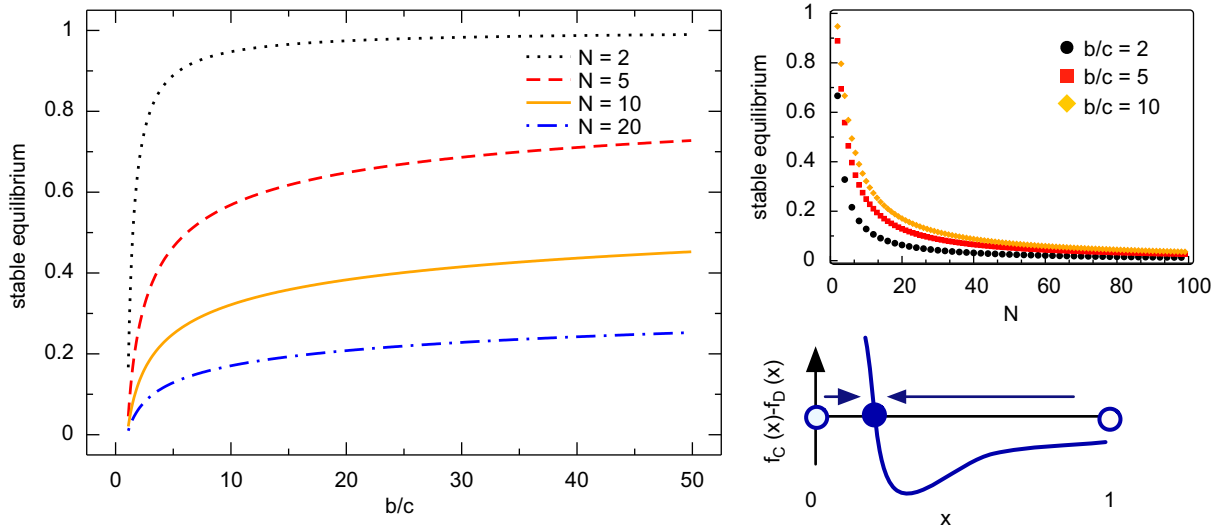 stable equilibrium
1
0.8
0.6
0.4
0.2
0
N = 2
N = 5
N = 10
N = 20
0 10 20 30 40 50
b/c
stable equilibrium
1
0.8
0.6
0.4
0.2
0
b/c = 2
b/c = 5
b/c = 10
0 20 40 60 80 100
N
f_C (x)-f_D (x)
0 1
x